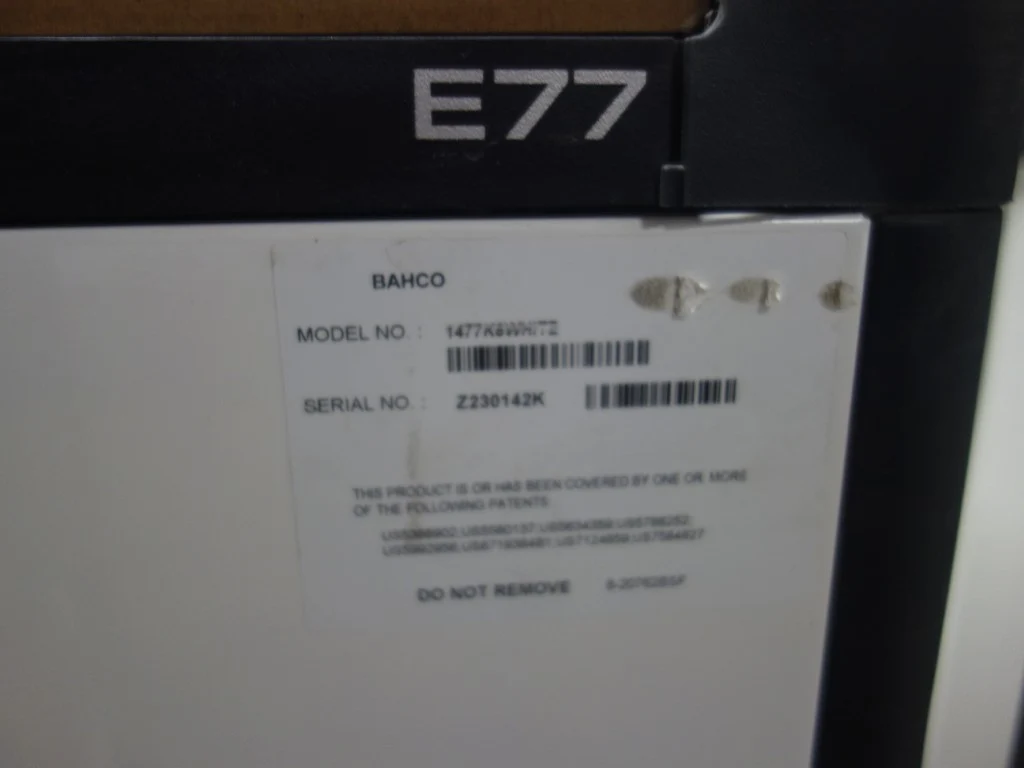 E77
BAHCO
MODEL NO. : 1477K8WHITE
SERIAL NO. : Z230142K
THIS PRODUCT IS OR HAS BEEN COVERED BY ONE OR MORE
OF THE FOLLOWING PATENTS:
DO NOT REMOVE